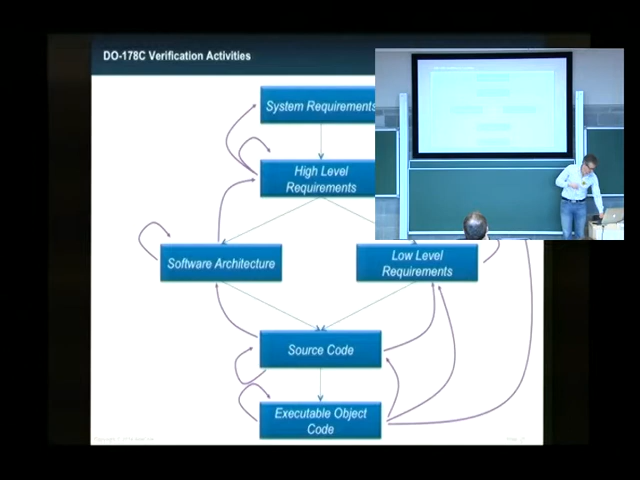 DO-178C Verification Activities
System Requirements
High Level
Requirements
Software Architecture
Low Level
Requirements
Source Code
Executable Object
Code